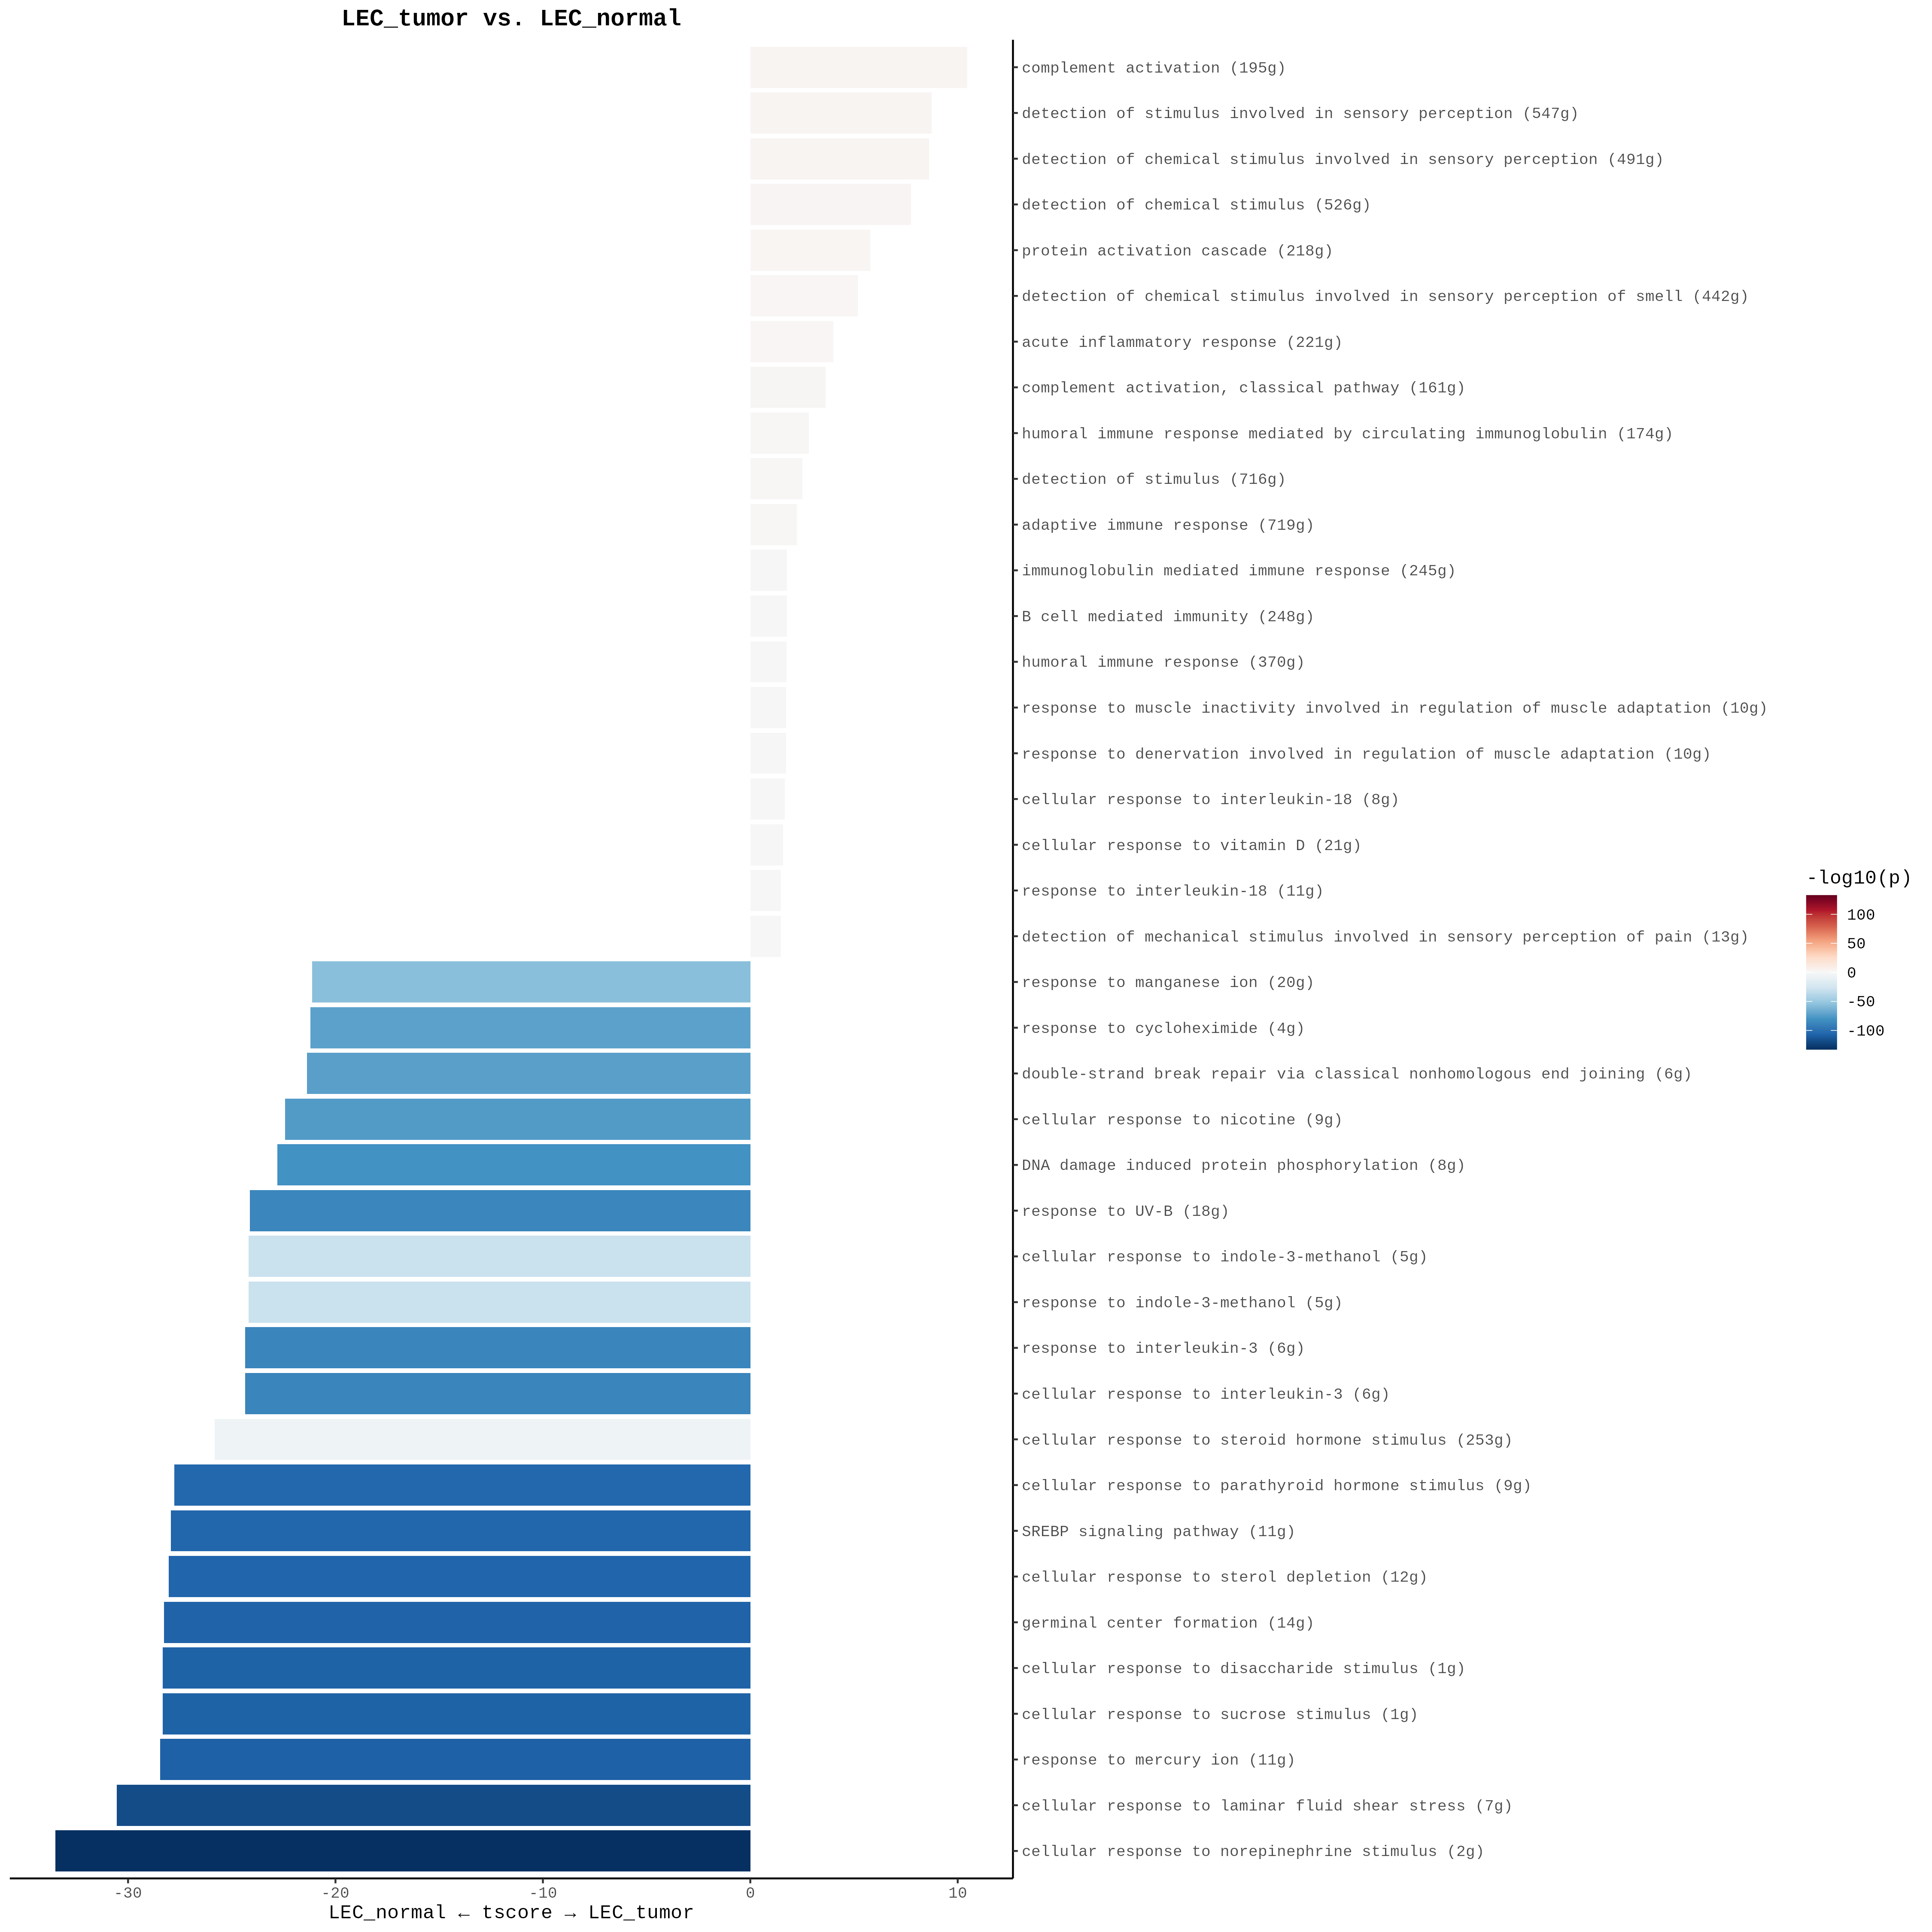 LEC_tumor vs. LEC_normal
complement activation (195g)
detection of stimulus involved in sensory perception (547g)
detection of chemical stimulus involved in sensory perception (491g)
detection of chemical stimulus (526g)
protein activation cascade (218g)
detection of chemical stimulus involved in sensory perception of smell (442g)
acute inflammatory response (221g)
complement activation, classical pathway (161g)
humoral immune response mediated by circulating immunoglobulin (174g)
detection of stimulus (716g)
adaptive immune response (719g)
immunoglobulin mediated immune response (245g)
B cell mediated immunity (248g)
humoral immune response (370g)
response to muscle inactivity involved in regulation of muscle adaptation (10g)
response to denervation involved in regulation of muscle adaptation (10g)
cellular response to interleukin-18 (8g)
cellular response to vitamin D (21g)
response to interleukin-18 (11g)
detection of mechanical stimulus involved in sensory perception of pain (13g)
response to manganese ion (20g)
response to cycloheximide (4g)
double-strand break repair via classical nonhomologous end joining (6g)
cellular response to nicotine (9g)
DNA damage induced protein phosphorylation (8g)
response to UV-B (18g)
cellular response to indole-3-methanol (5g)
response to indole-3-methanol (5g)
response to interleukin-3 (6g)
cellular response to interleukin-3 (6g)
cellular response to steroid hormone stimulus (253g)
cellular response to parathyroid hormone stimulus (9g)
SREBP signaling pathway (11g)
cellular response to sterol depletion (12g)
germinal center formation (14g)
cellular response to disaccharide stimulus (1g)
cellular response to sucrose stimulus (1g)
response to mercury ion (11g)
cellular response to laminar fluid shear stress (7g)
cellular response to norepinephrine stimulus (2g)
-30 -20 -10 0 10
LEC_normal ← tscore → LEC_tumor
-log10(p)
100
50
0
-50
-100